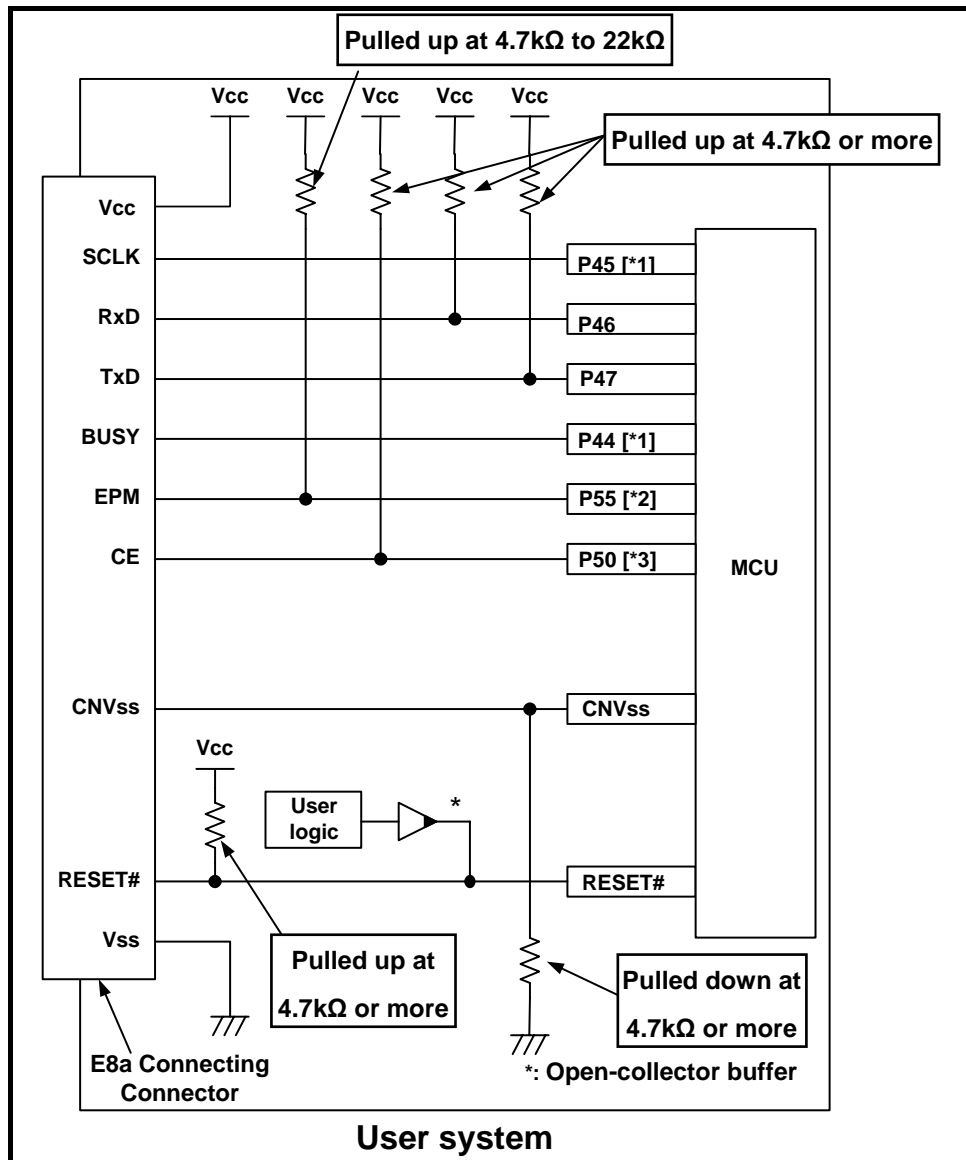 Pulled up at 4.7kΩ to 22kΩ
Vcc Vcc Vcc Vcc Vcc
Pulled up at 4.7kΩ or more
Vcc
SCLK
P45 [*1]
RxD
P46
TxD
P47
BUSY
P44 [*1]
EPM
P55 [*2]
CE
P50 [*3]
MCU
CNVss
CNVss
Vcc
User
logic
*
RESET#
RESET#
Vss
Pulled up at
4.7kΩ or more
Pulled down at
4.7kΩ or more
E8a Connecting
Connector
*: Open-collector buffer
User system